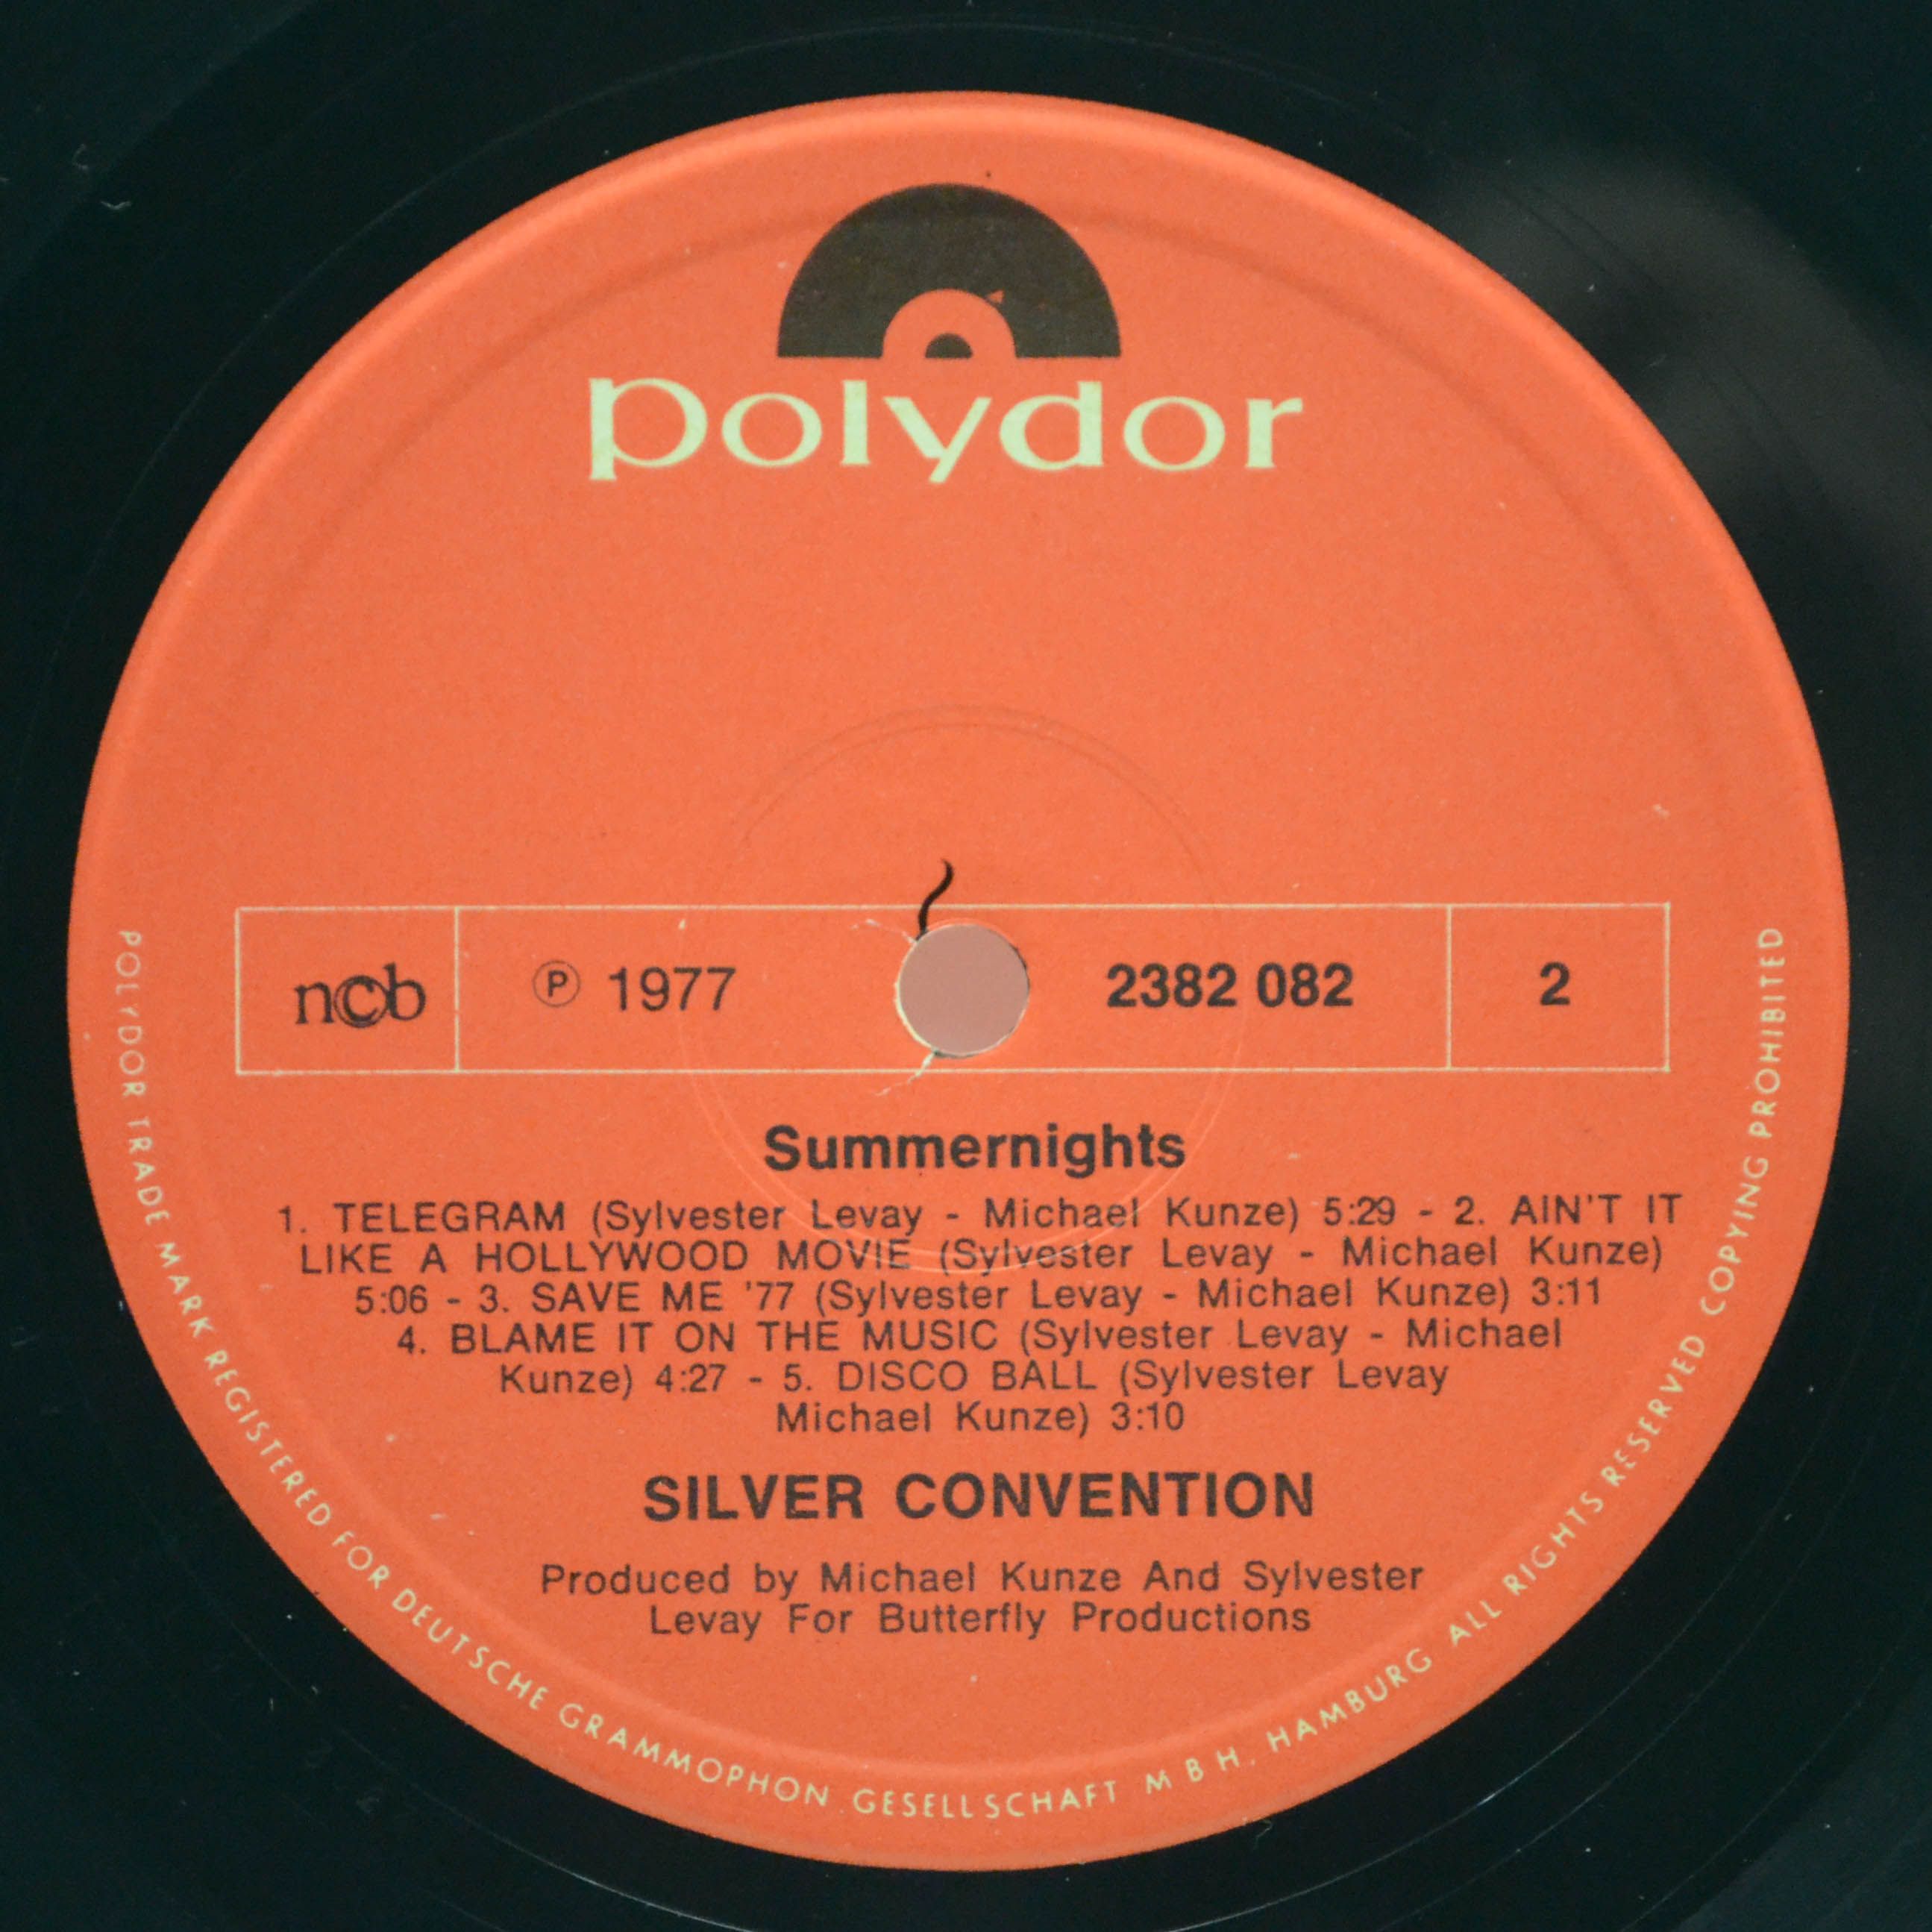 polydor
ncb
℗ 1977
2382 082
2
Summernights
1. TELEGRAM (Sylvester Levay - Michael Kunze) 5:29 - 2. AIN'T IT
LIKE A HOLLYWOOD MOVIE (Sylvester Levay - Michael Kunze)
5:06 - 3. SAVE ME '77 (Sylvester Levay - Michael Kunze) 3:11
4. BLAME IT ON THE MUSIC (Sylvester Levay - Michael
Kunze) 4:27 - 5. DISCO BALL (Sylvester Levay
Michael Kunze) 3:10
SILVER CONVENTION
Produced by Michael Kunze And Sylvester
Levay For Butterfly Productions
POLYDOR TRADE MARK REGISTERED FOR DEUTSCHE GRAMMOPHON GESELLSCHAFT M B H. HAMBURG ALL RIGHTS RESERVED COPYING PROHIBITED